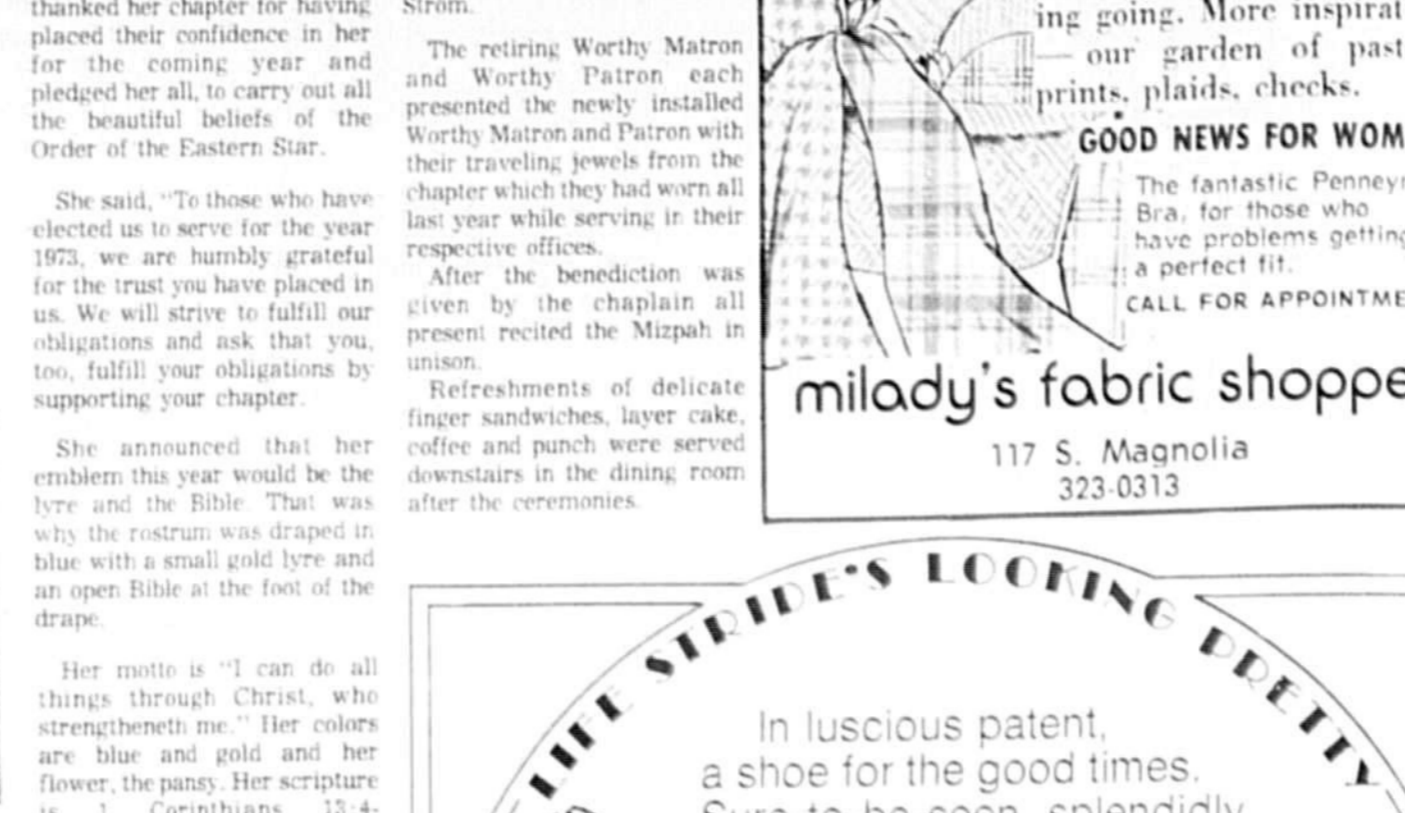 thanked her chapter for having
placed their confidence in her
for the coming year and
pledged her all, to carry out all
the beautiful beliefs of the
Order of the Eastern Star.
She said, "To those who have
elected us to serve for the year
1973, we are humbly grateful
for the trust you have placed in
us. We will strive to fulfill our
obligations and ask that you,
too, fulfill your obligations by
supporting your chapter.
She announced that her
emblem this year would be the
lyre and the Bible. That was
why the rostrum was draped in
blue with a small gold lyre and
an open Bible at the foot of the
drape.
Her motto is "I can do all
things through Christ, who
strengtheneth me." Her colors
are blue and gold and her
flower, the pansy. Her scripture
is 1 Corinthians 13:4-
Strom.
The retiring Worthy Matron
and Worthy Patron each
presented the newly installed
Worthy Matron and Patron with
their traveling jewels from the
chapter which they had worn all
last year while serving in their
respective offices.
After the benediction was
given by the chaplain all
present recited the Mizpah in
unison.
Refreshments of delicate
finger sandwiches, layer cake,
coffee and punch were served
downstairs in the dining room
after the ceremonies.
ing going. More inspirat
— our garden of past
prints, plaids, checks.
GOOD NEWS FOR WOM
The fantastic Penneyr
Bra, for those who
have problems getting
a perfect fit.
CALL FOR APPOINTME
milady's fabric shoppe
117 S. Magnolia
323-0313
LIFE STRIDE'S LOOKING PRETTY
In luscious patent,
a shoe for the good times.
Sure to be seen, splendidly